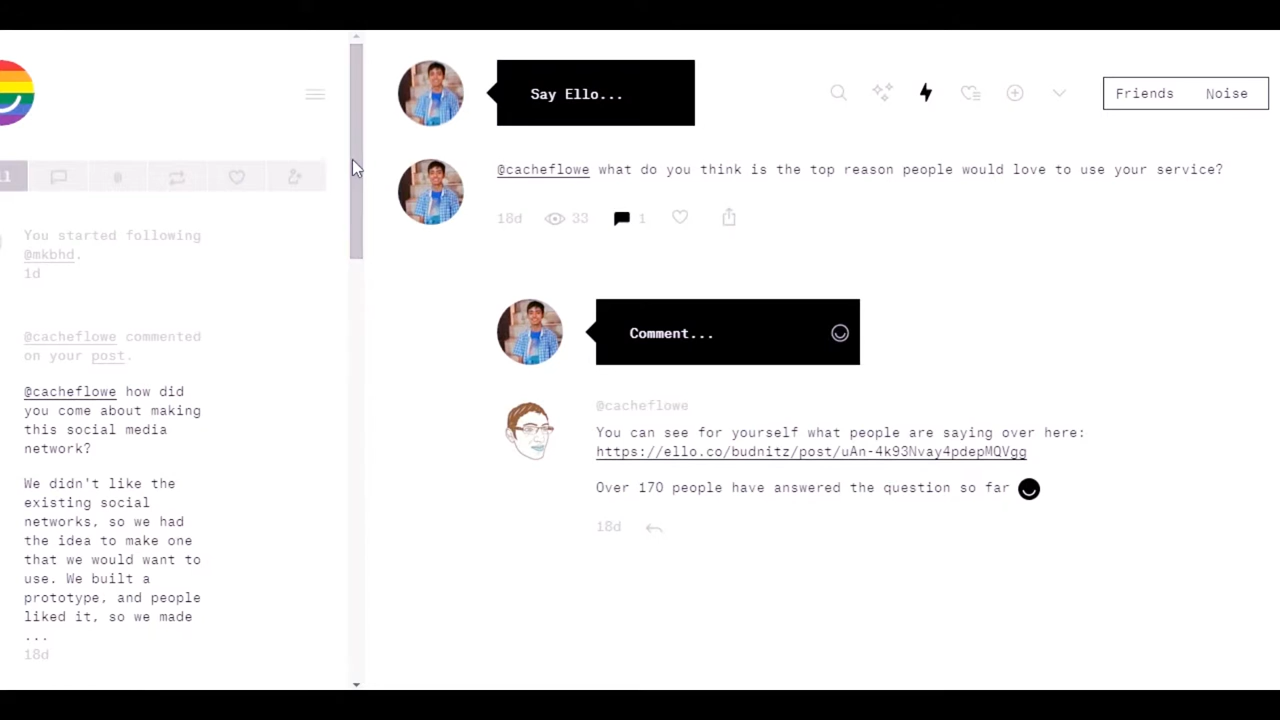 You started following
@mkbhd.
1d
@cacheflowe commented
on your post.
@cacheflowe how did
you come about making
this social media
network?
We didn't like the
existing social
networks, so we had
the idea to make one
that we would want to
use. We built a
prototype, and people
liked it, so we made
...
18d
Say Ello...
Friends Noise
@cacheflowe what do you think is the top reason people would love to use your service?
18d 33 1
Comment...
@cacheflowe
You can see for yourself what people are saying over here:
https://ello.co/budnitz/post/uAn-4k93Nvay4pdepMQVgg
Over 170 people have answered the question so far
18d